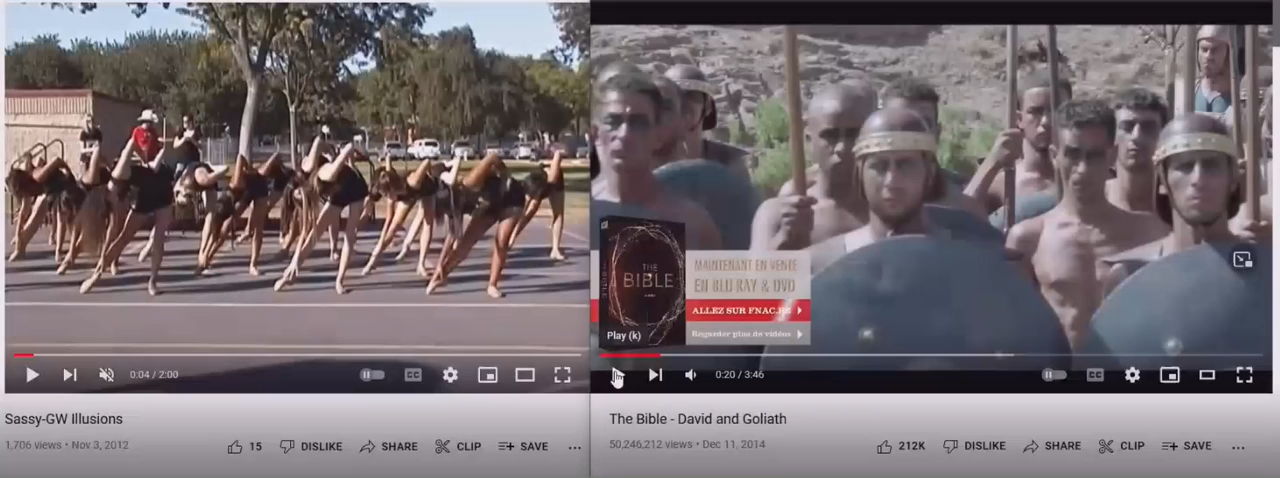 0:04 / 2:00
CC
Sassy-GW Illusions
1,706 views • Nov 3, 2012
15
DISLIKE
SHARE
CLIP
SAVE
THE
BIBLE
MAINTENANT EN VENTE
EN BLU RAY & DVD
ALLEZ SUR FNAC.BE
Regarder plus de vidéos
Play (k)
0:20 / 3:46
CC
The Bible - David and Goliath
50,246,212 views • Dec 11, 2014
212K
DISLIKE
SHARE
CLIP
SAVE